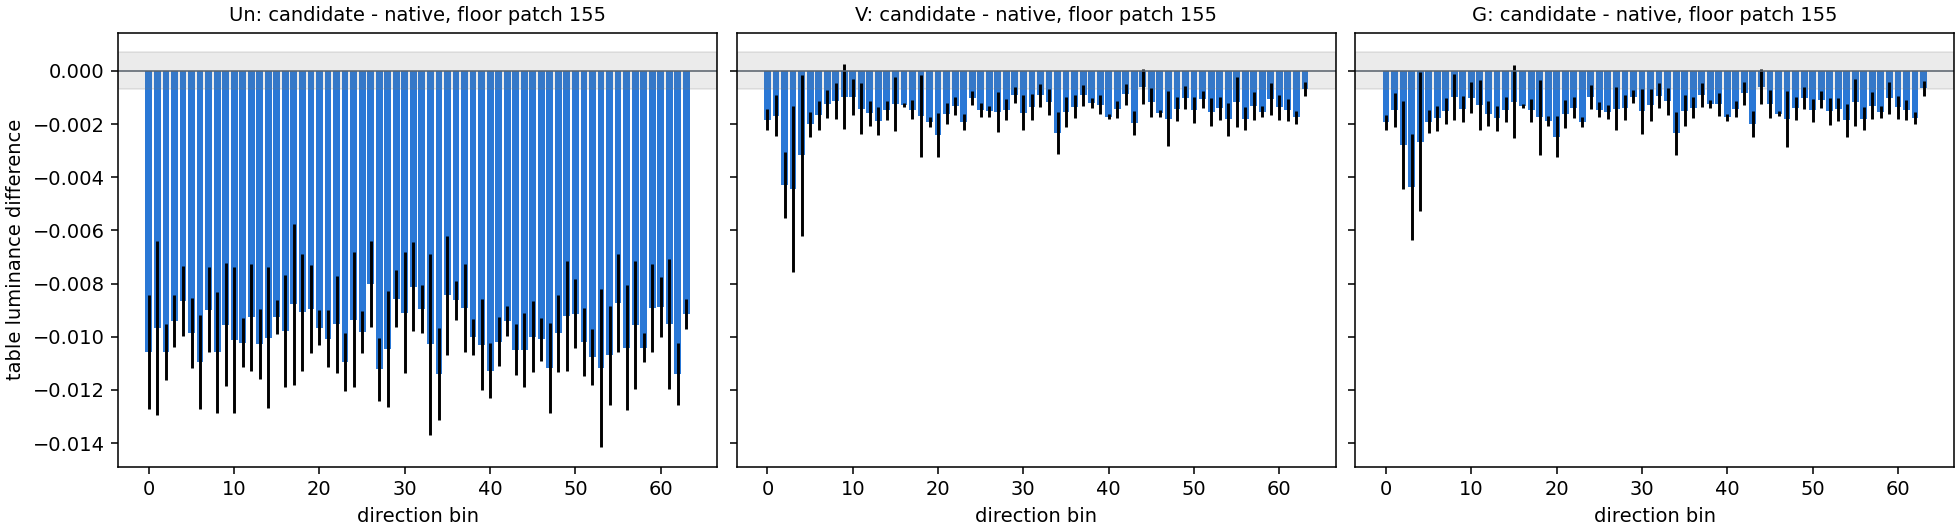 Un: candidate - native, floor patch 155
V: candidate - native, floor patch 155
G: candidate - native, floor patch 155
table luminance difference
0.000
−0.002
−0.004
−0.006
−0.008
−0.010
−0.012
−0.014
0 10 20 30 40 50 60
0 10 20 30 40 50 60
0 10 20 30 40 50 60
direction bin
direction bin
direction bin